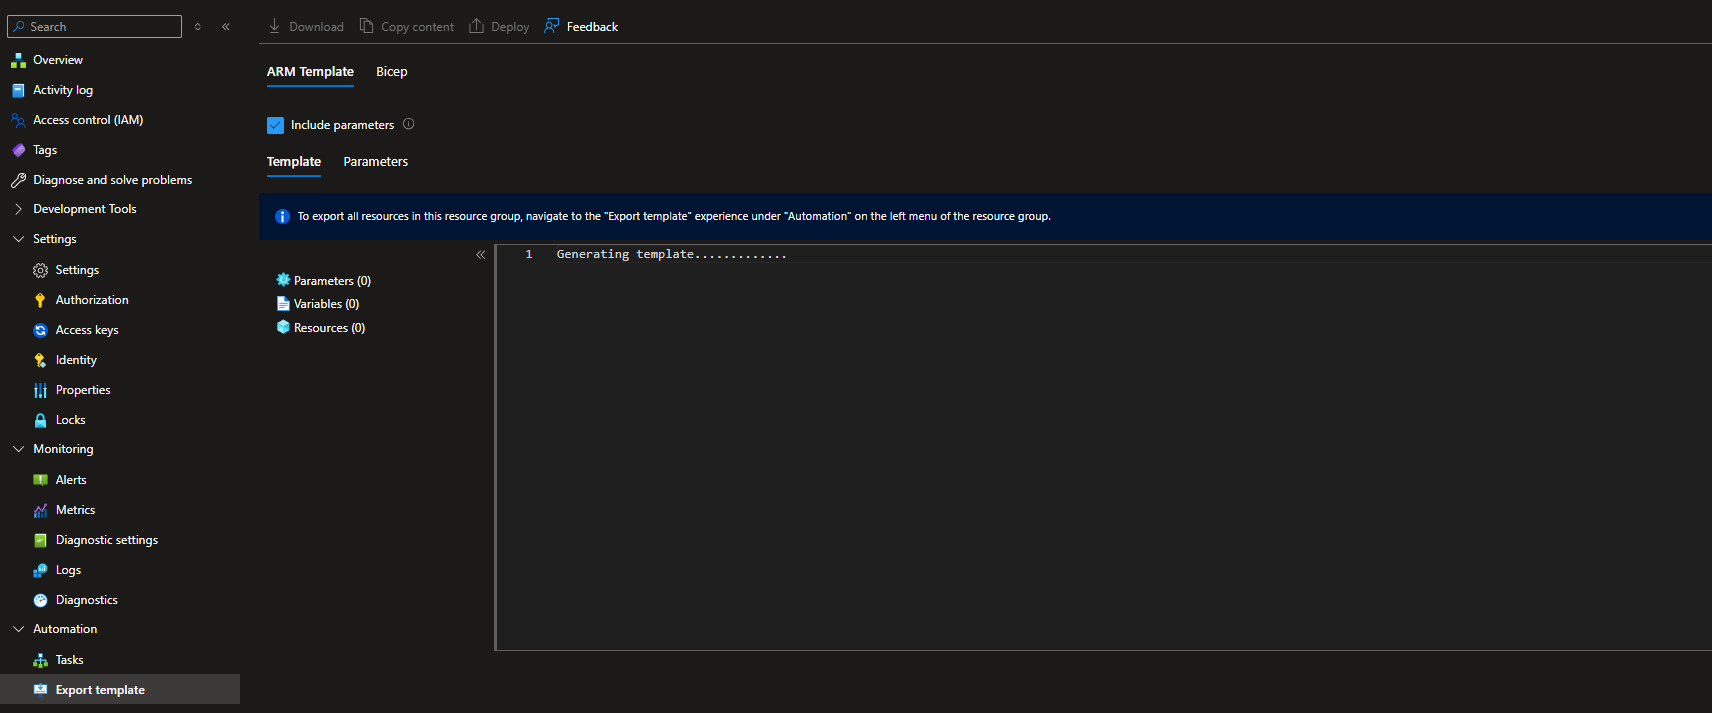 Search
Overview
Activity log
Access control (IAM)
Tags
Diagnose and solve problems
Development Tools
Settings
Settings
Authorization
Access keys
Identity
Properties
Locks
Monitoring
Alerts
Metrics
Diagnostic settings
Logs
Diagnostics
Automation
Tasks
Export template
Download Copy content Deploy Feedback
ARM Template Bicep
Include parameters
Template Parameters
To export all resources in this resource group, navigate to the "Export template" experience under "Automation" on the left menu of the resource group.
Parameters (0)
Variables (0)
Resources (0)
1 Generating template.............